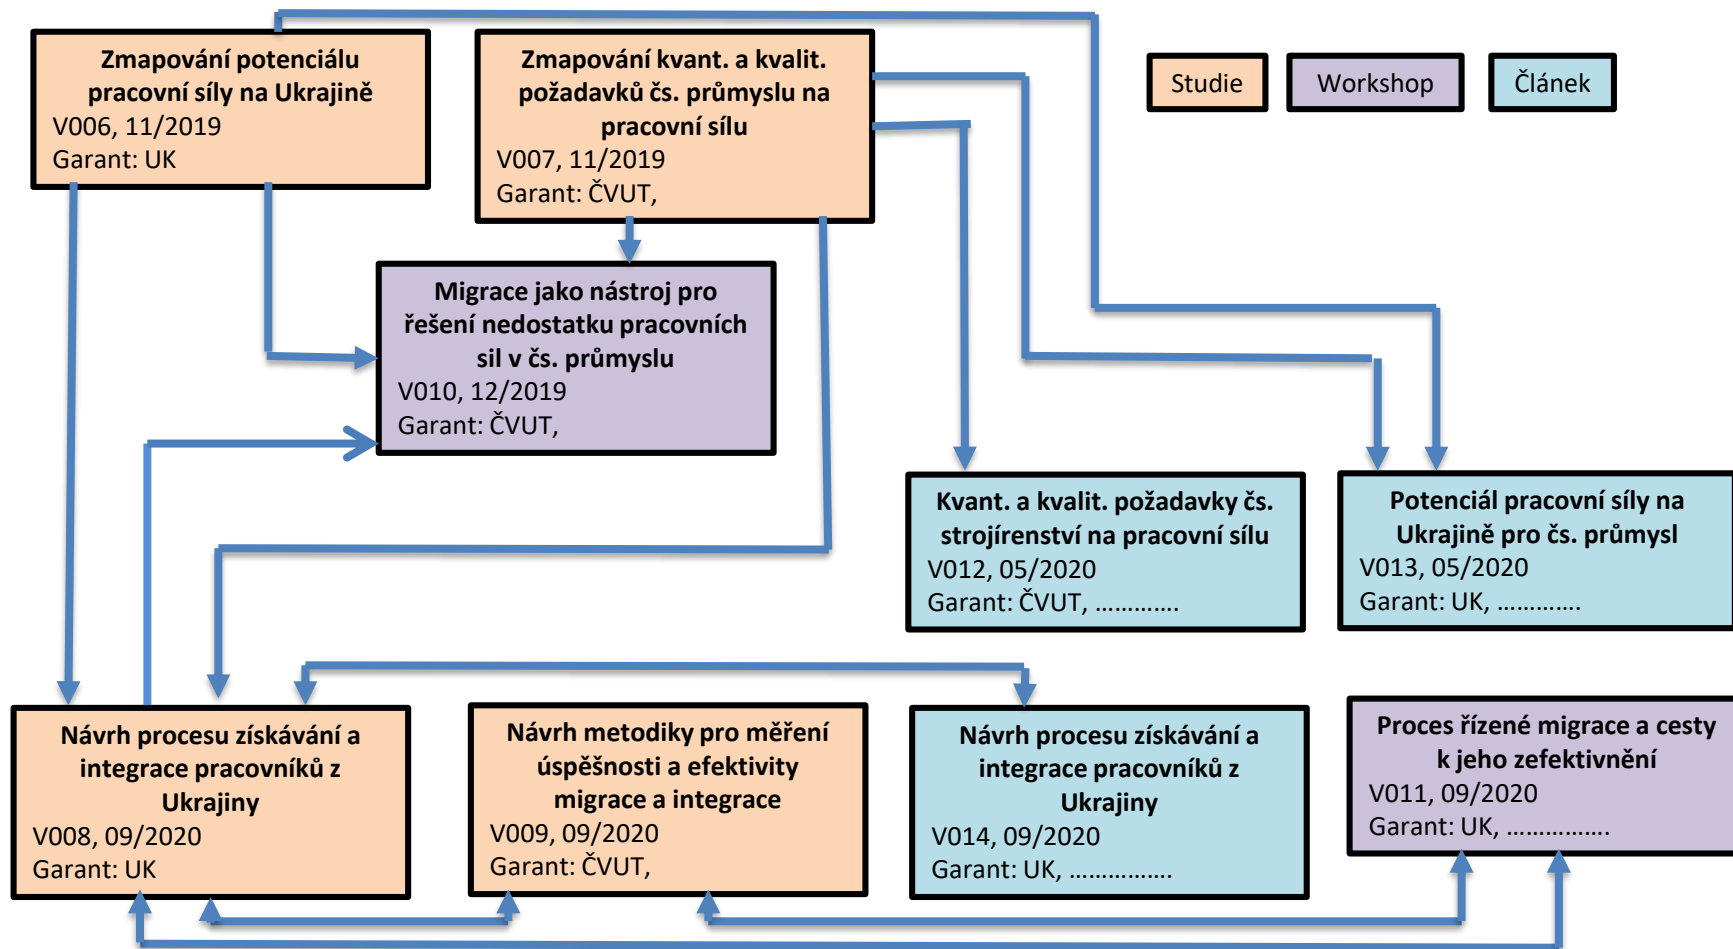 Zmapování potenciálu
pracovní síly na Ukrajině
V006, 11/2019
Garant: UK
Zmapování kvant. a kvalit.
požadavků čs. průmyslu na
pracovní sílu
V007, 11/2019
Garant: ČVUT,
Studie
Workshop
Článek
Migrace jako nástroj pro
řešení nedostatku pracovních
sil v čs. průmyslu
V010, 12/2019
Garant: ČVUT,
Kvant. a kvalit. požadavky čs.
strojírenství na pracovní sílu
V012, 05/2020
Garant: ČVUT, ………….
Potenciál pracovní síly na
Ukrajině pro čs. průmysl
V013, 05/2020
Garant: UK, ………….
Návrh procesu získávání a
integrace pracovníků z
Ukrajiny
V008, 09/2020
Garant: UK
Návrh metodiky pro měření
úspěšnosti a efektivity
migrace a integrace
V009, 09/2020
Garant: ČVUT,
Návrh procesu získávání a
integrace pracovníků z
Ukrajiny
V014, 09/2020
Garant: UK, …………….
Proces řízené migrace a cesty
k jeho zefektivnění
V011, 09/2020
Garant: UK, …………….